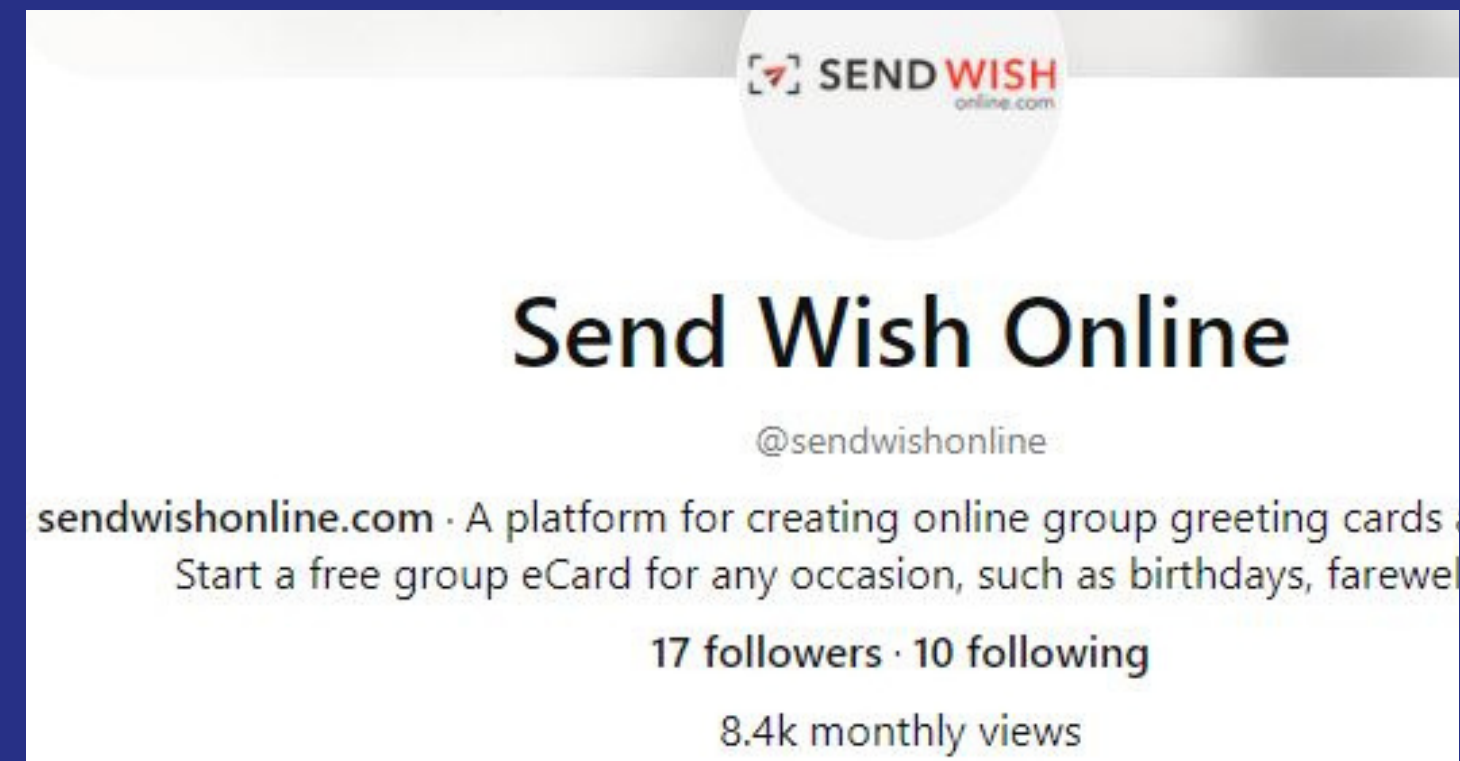 SEND WISH
online.com
Send Wish Online
@sendwishonline
sendwishonline.com · A platform for creating online group greeting cards
Start a free group eCard for any occasion, such as birthdays,
17 followers · 10 following
8.4k monthly views